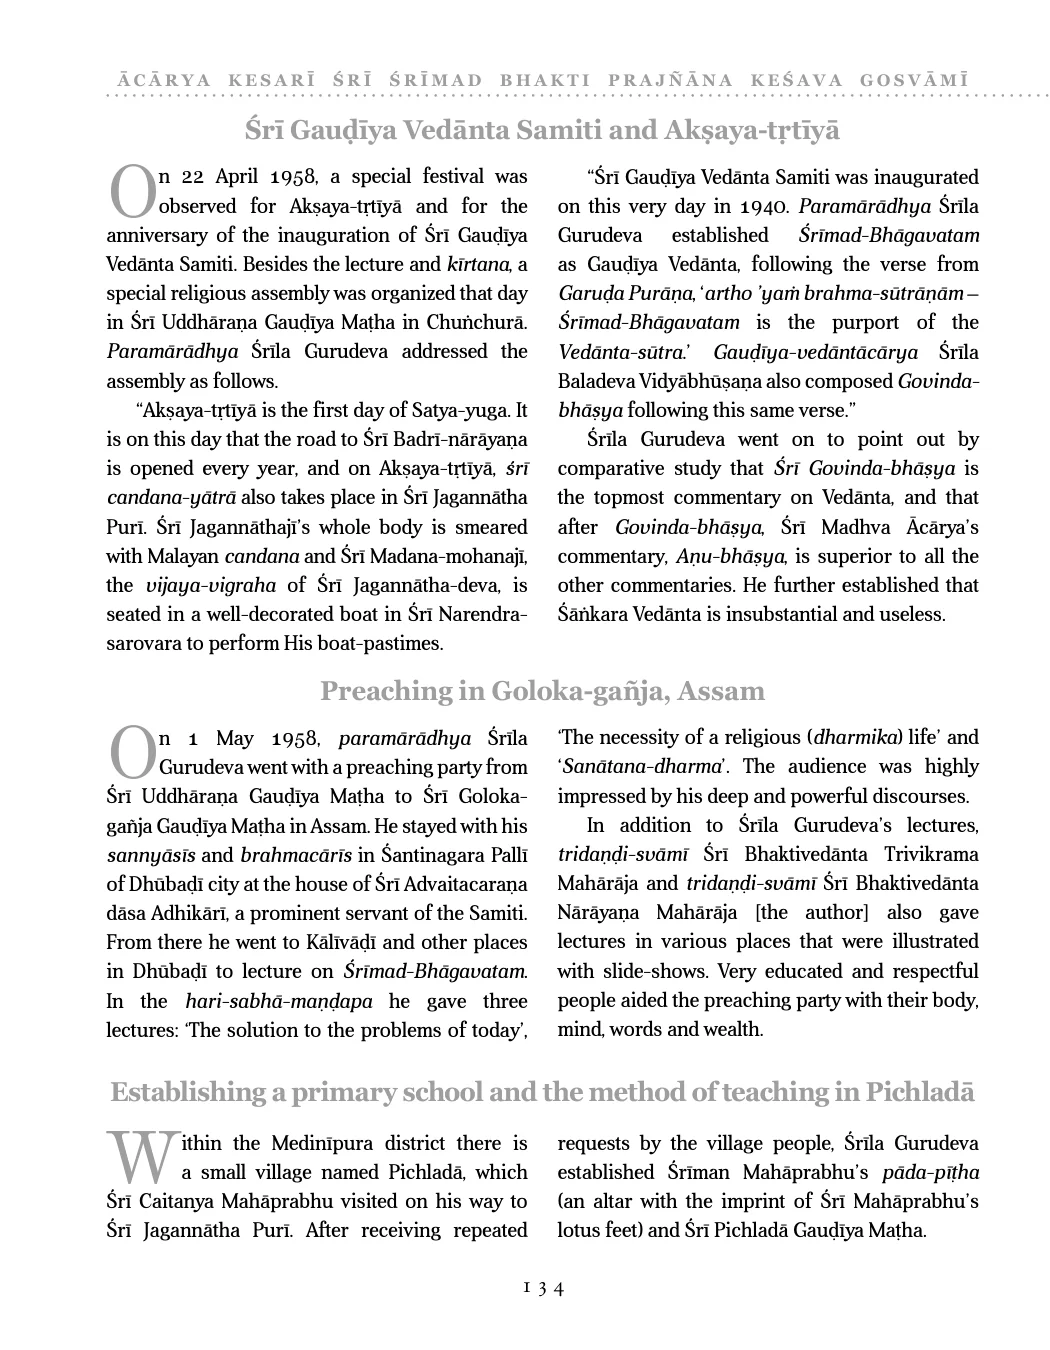 ĀCĀRYA KESARĪ ŚRĪ ŚRĪMAD BHAKTI PRAJÑĀNA KEŚAVA GOSVĀMĪ
Śrī Gauḍīya Vedānta Samiti and Akṣaya-tṛtīyā
On 22 April 1958, a special festival was
observed for Akṣaya-tṛtīyā and for the
anniversary of the inauguration of Śrī Gauḍīya
Vedānta Samiti. Besides the lecture and kīrtana, a
special religious assembly was organized that day
in Śrī Uddhāraṇa Gauḍīya Maṭha in Chuṅchurā.
Paramārādhya Śrīla Gurudeva addressed the
assembly as follows.
“Akṣaya-tṛtīyā is the first day of Satya-yuga. It
is on this day that the road to Śrī Badrī-nārāyaṇa
is opened every year, and on Akṣaya-tṛtīyā, śrī
candana-yātrā also takes place in Śrī Jagannātha
Purī. Śrī Jagannāthajī’s whole body is smeared
with Malayan candana and Śrī Madana-mohanajī,
the vijaya-vigraha of Śrī Jagannātha-deva, is
seated in a well-decorated boat in Śrī Narendra-
sarovara to perform His boat-pastimes.
“Śrī Gauḍīya Vedānta Samiti was inaugurated
on this very day in 1940. Paramārādhya Śrīla
Gurudeva established Śrīmad-Bhāgavatam
as Gauḍīya Vedānta, following the verse from
Garuḍa Purāṇa, ‘artho ’yaṁ brahma-sūtrāṇām –
Śrīmad-Bhāgavatam is the purport of the
Vedānta-sūtra.’ Gauḍīya-vedāntācārya Śrīla
Baladeva Vidyābhūṣaṇa also composed Govinda-
bhāṣya following this same verse.”
Śrīla Gurudeva went on to point out by
comparative study that Śrī Govinda-bhāṣya is
the topmost commentary on Vedānta, and that
after Govinda-bhāṣya, Śrī Madhva Ācārya’s
commentary, Aṇu-bhāṣya, is superior to all the
other commentaries. He further established that
Śāṅkara Vedānta is insubstantial and useless.
Preaching in Goloka-gañja, Assam
On 1 May 1958, paramārādhya Śrīla
Gurudeva went with a preaching party from
Śrī Uddhāraṇa Gauḍīya Maṭha to Śrī Goloka-
gañja Gauḍīya Maṭha in Assam. He stayed with his
sannyāsīs and brahmacārīs in Śantinagara Pallī
of Dhūbaḍī city at the house of Śrī Advaitacaraṇa
dāsa Adhikārī, a prominent servant of the Samiti.
From there he went to Kālīvāḍī and other places
in Dhūbaḍī to lecture on Śrīmad-Bhāgavatam.
In the hari-sabhā-maṇḍapa he gave three
lectures: ‘The solution to the problems of today’,
‘The necessity of a religious (dharmika) life’ and
‘Sanātana-dharma’. The audience was highly
impressed by his deep and powerful discourses.
In addition to Śrīla Gurudeva’s lectures,
tridaṇḍi-svāmī Śrī Bhaktivedānta Trivikrama
Mahārāja and tridaṇḍi-svāmī Śrī Bhaktivedānta
Nārāyaṇa Mahārāja [the author] also gave
lectures in various places that were illustrated
with slide-shows. Very educated and respectful
people aided the preaching party with their body,
mind, words and wealth.
Establishing a primary school and the method of teaching in Pichladā
Within the Medinīpura district there is
a small village named Pichladā, which
Śrī Caitanya Mahāprabhu visited on his way to
Śrī Jagannātha Purī. After receiving repeated
requests by the village people, Śrīla Gurudeva
established Śrīman Mahāprabhu’s pāda-pīṭha
(an altar with the imprint of Śrī Mahāprabhu’s
lotus feet) and Śrī Pichladā Gauḍīya Maṭha.
134